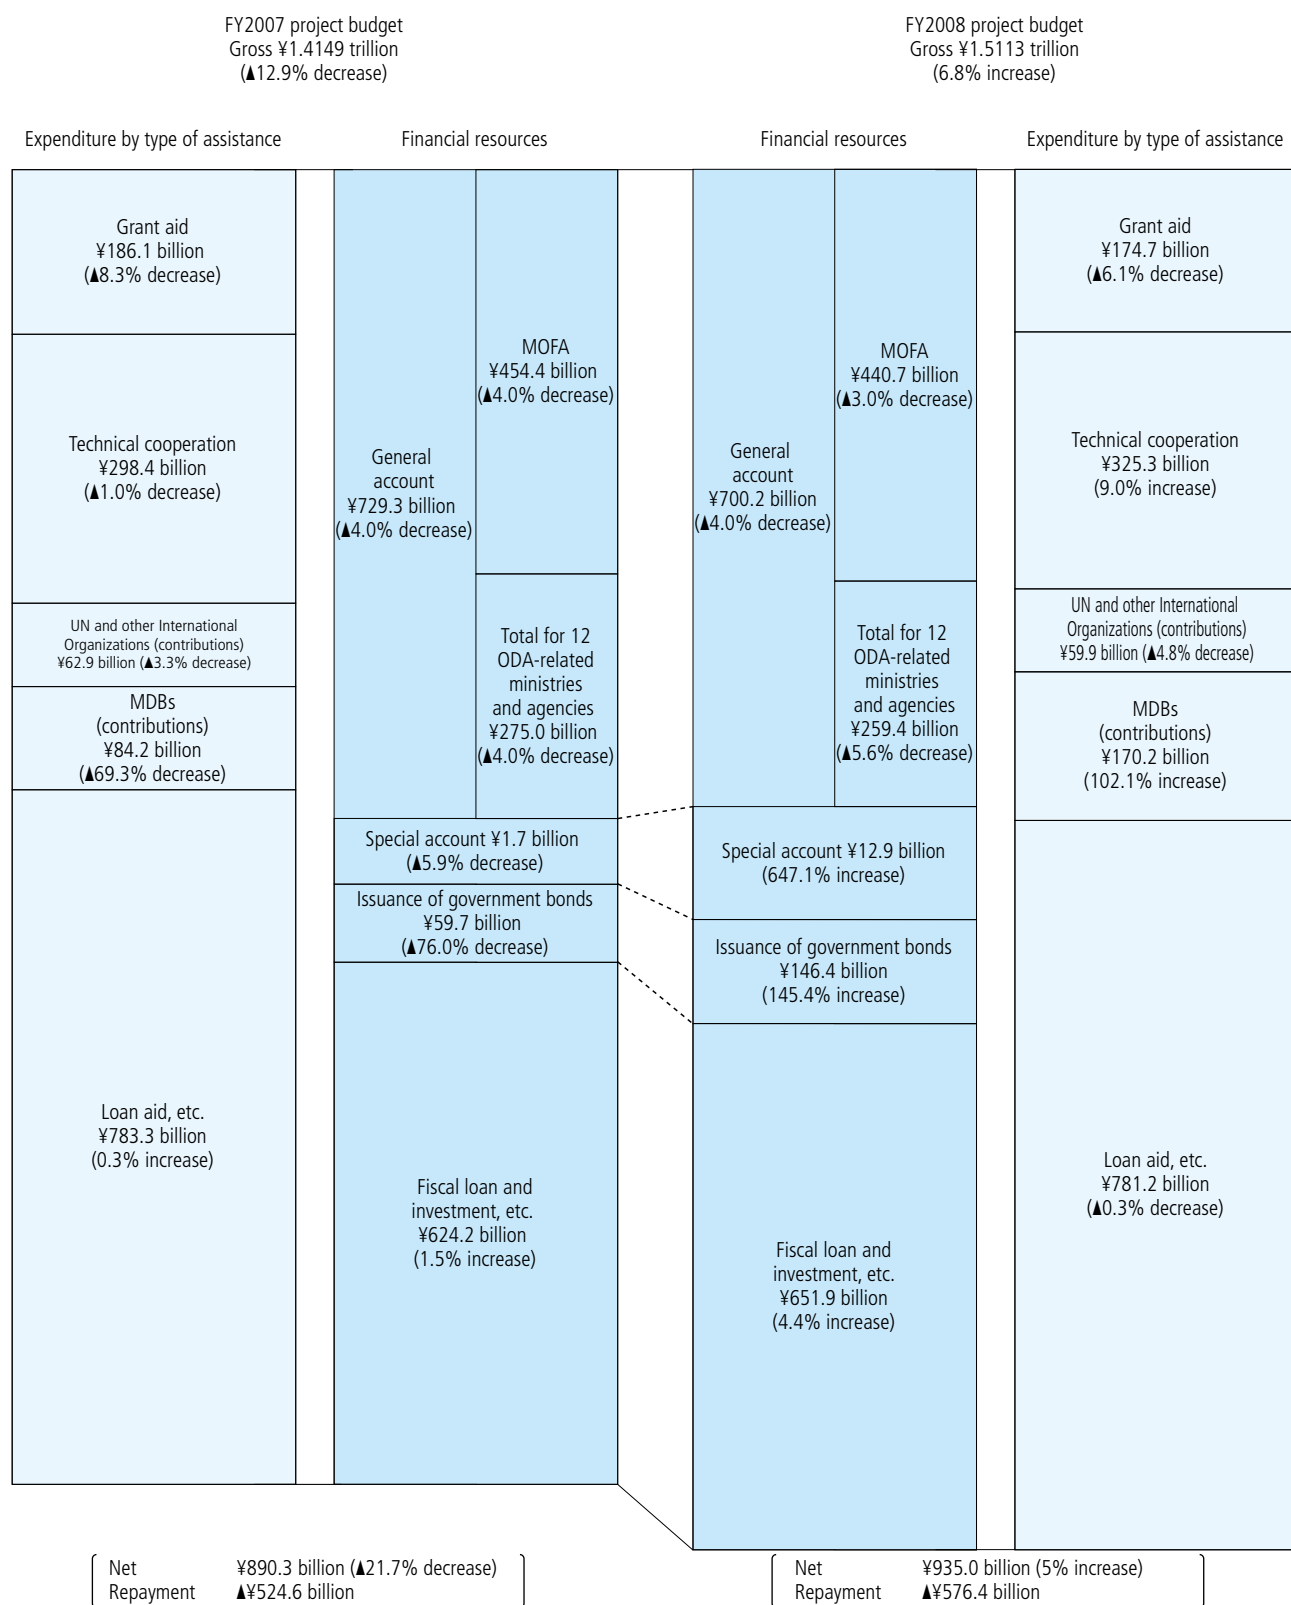 FY2007 project budget
Gross ¥1.4149 trillion
(▲12.9% decrease)
FY2008 project budget
Gross ¥1.5113 trillion
(6.8% increase)
Expenditure by type of assistance
Financial resources
Financial resources
Expenditure by type of assistance
Grant aid
¥186.1 billion
(▲8.3% decrease)
Technical cooperation
¥298.4 billion
(▲1.0% decrease)
UN and other International
Organizations (contributions)
¥62.9 billion (▲3.3% decrease)
MDBs
(contributions)
¥84.2 billion
(▲69.3% decrease)
Loan aid, etc.
¥783.3 billion
(0.3% increase)
General
account
¥729.3 billion
(▲4.0% decrease)
MOFA
¥454.4 billion
(▲4.0% decrease)
Total for 12
ODA-related
ministries
and agencies
¥275.0 billion
(▲4.0% decrease)
Special account ¥1.7 billion
(▲5.9% decrease)
Issuance of government bonds
¥59.7 billion
(▲76.0% decrease)
Fiscal loan and
investment, etc.
¥624.2 billion
(1.5% increase)
General
account
¥700.2 billion
(▲4.0% decrease)
MOFA
¥440.7 billion
(▲3.0% decrease)
Total for 12
ODA-related
ministries
and agencies
¥259.4 billion
(▲5.6% decrease)
Special account ¥12.9 billion
(647.1% increase)
Issuance of government bonds
¥146.4 billion
(145.4% increase)
Fiscal loan and
investment, etc.
¥651.9 billion
(4.4% increase)
Grant aid
¥174.7 billion
(▲6.1% decrease)
Technical cooperation
¥325.3 billion
(9.0% increase)
UN and other International
Organizations (contributions)
¥59.9 billion (▲4.8% decrease)
MDBs
(contributions)
¥170.2 billion
(102.1% increase)
Loan aid, etc.
¥781.2 billion
(▲0.3% decrease)
Net ¥890.3 billion (▲21.7% decrease)
Repayment ▲¥524.6 billion
Net ¥935.0 billion (5% increase)
Repayment ▲¥576.4 billion